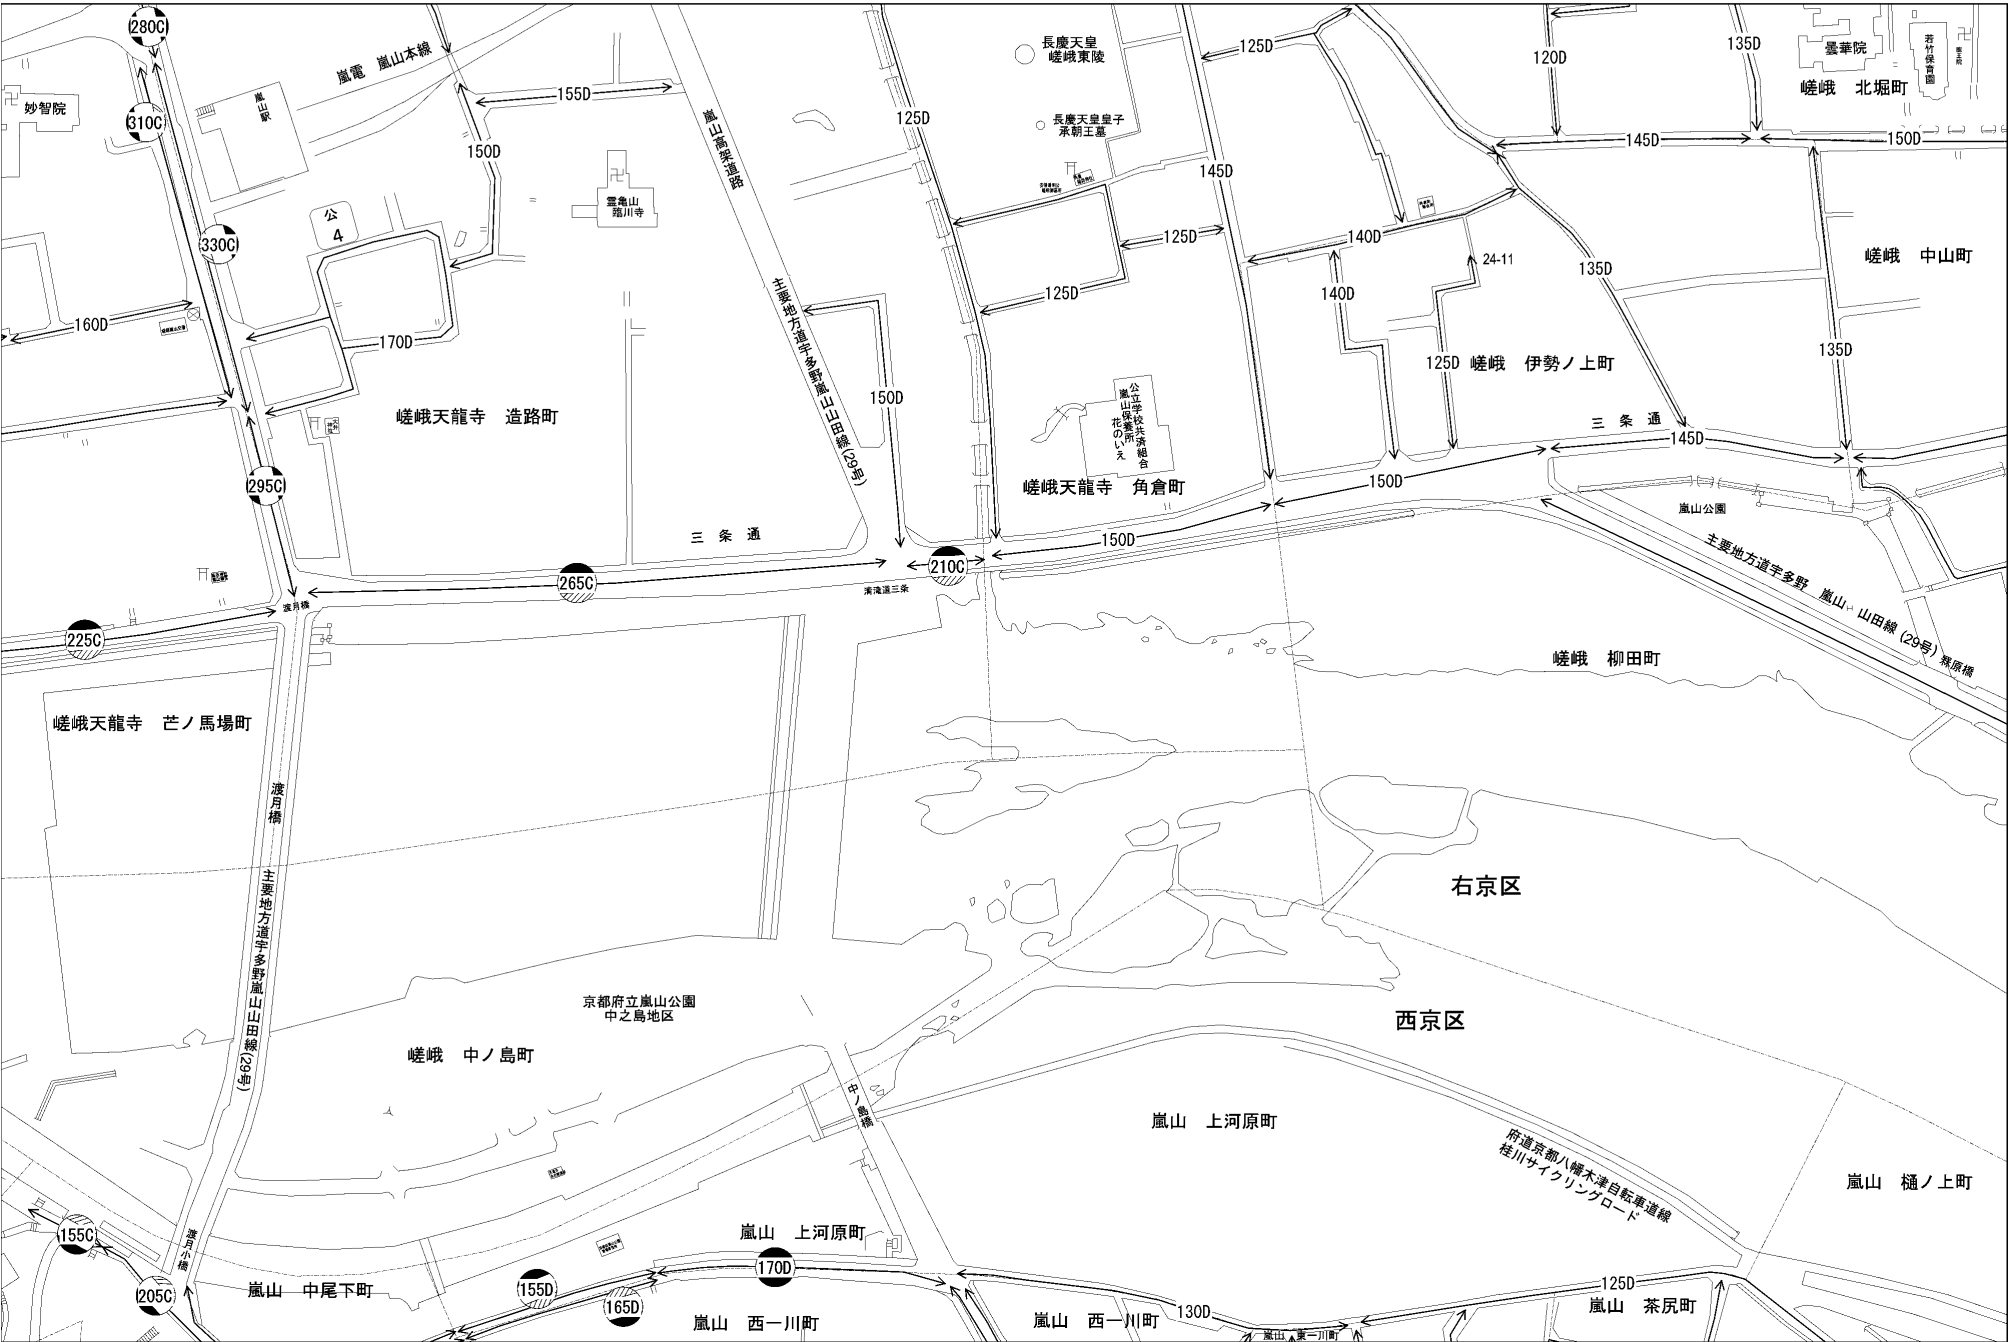 280C
嵐電 嵐山本線
長慶天皇
嵯峨東陵
125D
120D
135D
曇華院
若竹保育園
嵯峨 北堀町
妙智院
310C
嵐山駅
155D
嵐山高架道路
125D
長慶天皇皇子
承朝王墓
145D
150D
150D
145D
霊亀山
臨川寺
公
4
330C
125D
140D
24-11
135D
嵯峨 中山町
140D
125D
主要地方道宇多野嵐山山田線(29号)
160D
170D
135D
125D
嵯峨 伊勢ノ上町
150D
嵯峨天龍寺 造路町
公立学校共済組合
嵐山保養所
花のいえ
三 条 通
145D
295C
嵯峨天龍寺 角倉町
150D
嵐山公園
三 条 通
150D
主要地方道宇多野 嵐山 山田線(29号)
210C
265C
清滝道三条
渡月橋
225C
嵯峨 柳田町
嵯峨天龍寺 芒ノ馬場町
渡月橋
主要地方道宇多野嵐山山田線(29号)
右京区
京都府立嵐山公園
中之島地区
西京区
嵯峨 中ノ島町
中ノ島橋
嵐山 上河原町
府道京都八幡木津自転車道線
桂川サイクリングロード
嵐山 樋ノ上町
155C
渡月小橋
嵐山 上河原町
170D
205C
嵐山 中尾下町
155D
165D
125D
130D
嵐山 茶尻町
嵐山 西一川町
嵐山 西一川町
嵐山 東一川町